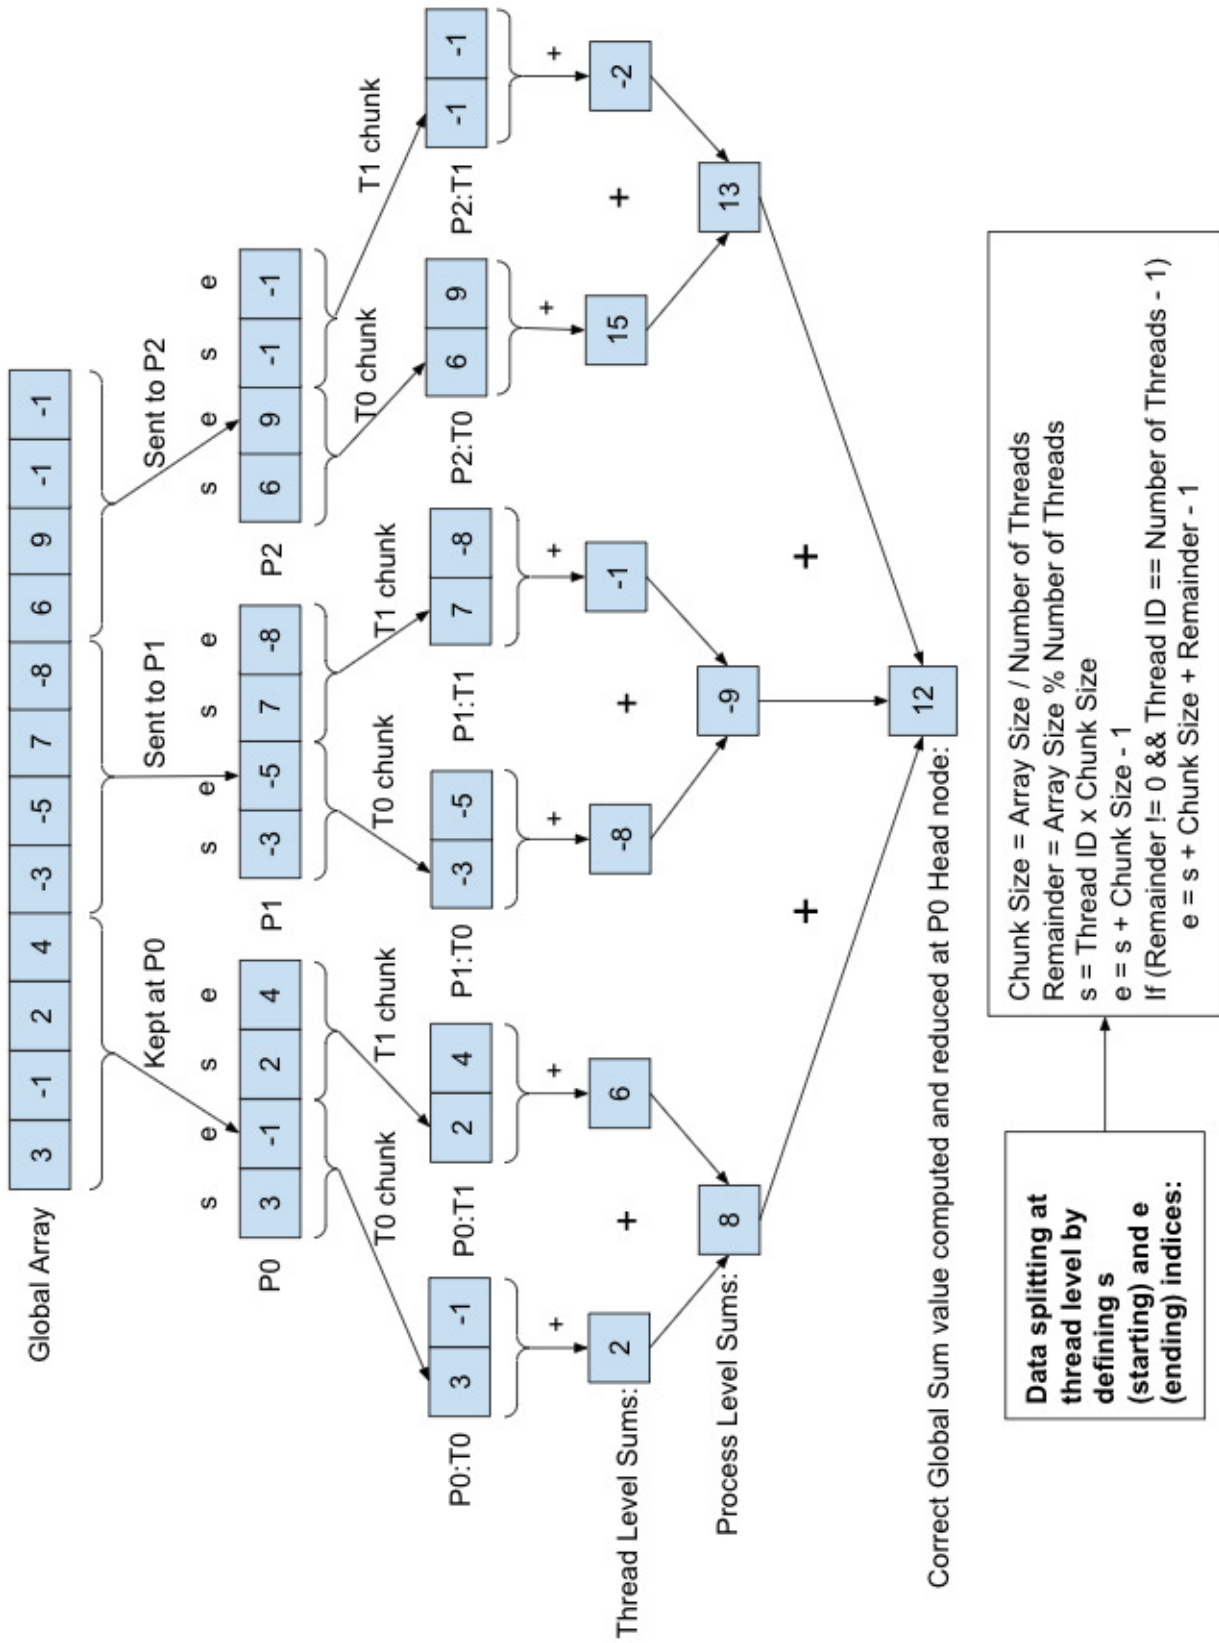 Global Array
3 -1 2 4 -3 -5 7 -8 6 9 -1 -1
Kept at P0 Sent to P1 Sent to P2
s e s e s e s e s e s e
P0 3 -1 2 4 P1 -3 -5 7 -8 P2 6 9 -1 -1
T0 chunk T1 chunk T0 chunk T1 chunk T0 chunk T1 chunk
P0:T0 3 -1 P0:T1 2 4 P1:T0 -3 -5 P1:T1 7 -8 P2:T0 6 9 P2:T1 -1 -1
+ + + + + +
Thread Level Sums: 2 + 6 -8 + -1 15 + -2
Process Level Sums: 8 -9 13
+ +
Correct Global Sum value computed and reduced at P0 Head node: 12
Data splitting at
thread level by
defining s
(starting) and e
(ending) indices:
Chunk Size = Array Size / Number of Threads
Remainder = Array Size % Number of Threads
s = Thread ID x Chunk Size
e = s + Chunk Size - 1
If (Remainder != 0 && Thread ID == Number of Threads - 1)
e = s + Chunk Size + Remainder - 1